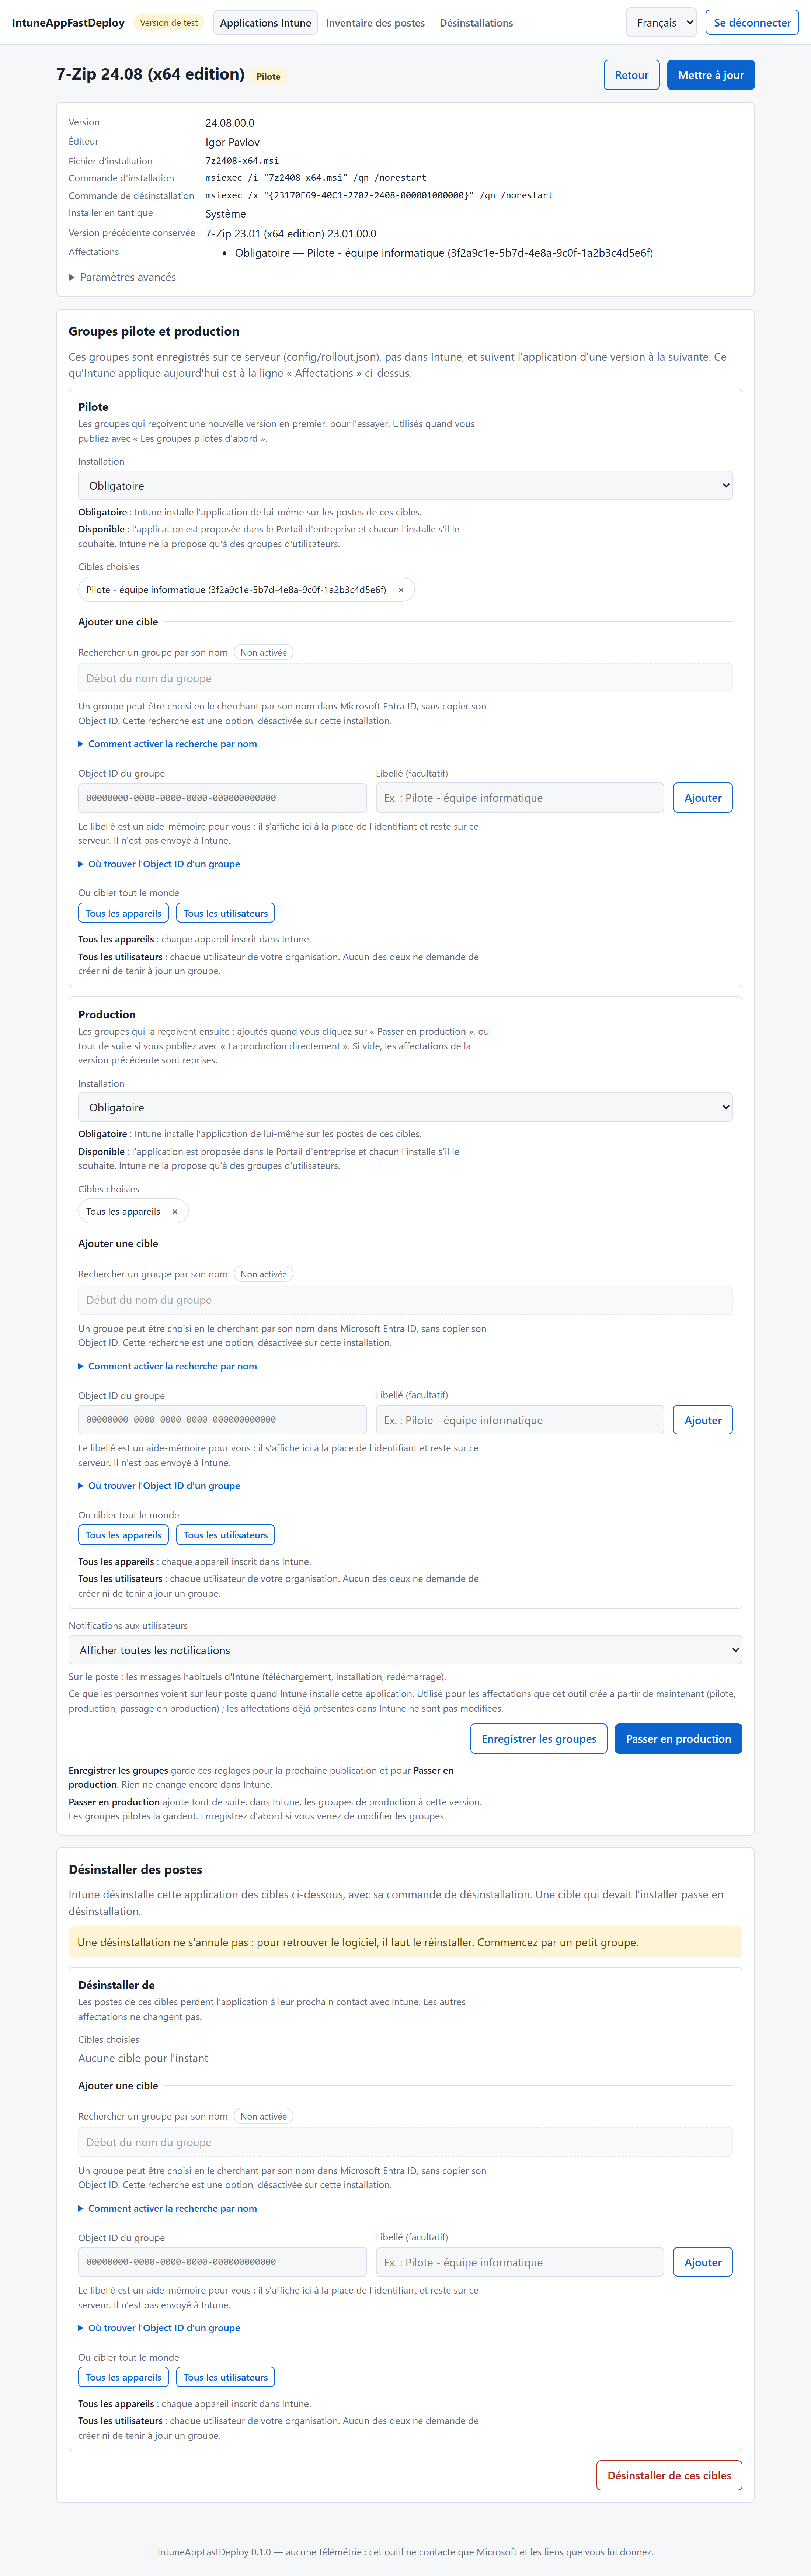 IntuneAppFastDeploy Version de test Applications Intune Inventaire des postes Désinstallations Français Se déconnecter
7-Zip 24.08 (x64 edition) Pilote Retour Mettre à jour
Version 24.08.00.0
Éditeur Igor Pavlov
Fichier d'installation 7z2408-x64.msi
Commande d'installation msiexec /i "7z2408-x64.msi" /qn /norestart
Commande de désinstallation msiexec /x "{23170F69-40C1-2702-2408-000001000000}" /qn /norestart
Installer en tant que Système
Version précédente conservée 7-Zip 23.01 (x64 edition) 23.01.00.0
Affectations • Obligatoire — Pilote - équipe informatique (3f2a9c1e-5b7d-4e8a-9c0f-1a2b3c4d5e6f)
▶ Paramètres avancés
Groupes pilote et production
Ces groupes sont enregistrés sur ce serveur (config/rollout.json), pas dans Intune, et suivent l'application d'une version à la suivante. Ce
qu'Intune applique aujourd'hui est à la ligne « Affectations » ci-dessus.
Pilote
Les groupes qui reçoivent une nouvelle version en premier, pour l'essayer. Utilisés quand vous
publiez avec « Les groupes pilotes d'abord ».
Installation
Obligatoire
Obligatoire : Intune installe l'application de lui-même sur les postes de ces cibles.
Disponible : l'application est proposée dans le Portail d'entreprise et chacun l'installe s'il le
souhaite. Intune ne la propose qu'à des groupes d'utilisateurs.
Cibles choisies
Pilote - équipe informatique (3f2a9c1e-5b7d-4e8a-9c0f-1a2b3c4d5e6f) ×
Ajouter une cible
Rechercher un groupe par son nom Non activée
Début du nom du groupe
Un groupe peut être choisi en le cherchant par son nom dans Microsoft Entra ID, sans copier son
Object ID. Cette recherche est une option, désactivée sur cette installation.
▶ Comment activer la recherche par nom
Object ID du groupe Libellé (facultatif)
00000000-0000-0000-0000-000000000000 Ex. : Pilote - équipe informatique Ajouter
Le libellé est un aide-mémoire pour vous : il s'affiche ici à la place de l'identifiant et reste sur ce
serveur. Il n'est pas envoyé à Intune.
▶ Où trouver l'Object ID d'un groupe
Ou cibler tout le monde
Tous les appareils Tous les utilisateurs
Tous les appareils : chaque appareil inscrit dans Intune.
Tous les utilisateurs : chaque utilisateur de votre organisation. Aucun des deux ne demande de
créer ni de tenir à jour un groupe.
Production
Les groupes qui la reçoivent ensuite : ajoutés quand vous cliquez sur « Passer en production », ou
tout de suite si vous publiez avec « La production directement ». Si vide, les affectations de la
version précédente sont reprises.
Installation
Obligatoire
Obligatoire : Intune installe l'application de lui-même sur les postes de ces cibles.
Disponible : l'application est proposée dans le Portail d'entreprise et chacun l'installe s'il le
souhaite. Intune ne la propose qu'à des groupes d'utilisateurs.
Cibles choisies
Tous les appareils ×
Ajouter une cible
Rechercher un groupe par son nom Non activée
Début du nom du groupe
Un groupe peut être choisi en le cherchant par son nom dans Microsoft Entra ID, sans copier son
Object ID. Cette recherche est une option, désactivée sur cette installation.
▶ Comment activer la recherche par nom
Object ID du groupe Libellé (facultatif)
00000000-0000-0000-0000-000000000000 Ex. : Pilote - équipe informatique Ajouter
Le libellé est un aide-mémoire pour vous : il s'affiche ici à la place de l'identifiant et reste sur ce
serveur. Il n'est pas envoyé à Intune.
▶ Où trouver l'Object ID d'un groupe
Ou cibler tout le monde
Tous les appareils Tous les utilisateurs
Tous les appareils : chaque appareil inscrit dans Intune.
Tous les utilisateurs : chaque utilisateur de votre organisation. Aucun des deux ne demande de
créer ni de tenir à jour un groupe.
Notifications aux utilisateurs
Afficher toutes les notifications
Sur le poste : les messages habituels d'Intune (téléchargement, installation, redémarrage).
Ce que les personnes voient sur leur poste quand Intune installe cette application. Utilisé pour les affectations que cet outil crée à partir de maintenant (pilote,
production, passage en production) ; les affectations déjà présentes dans Intune ne sont pas modifiées.
Enregistrer les groupes Passer en production
Enregistrer les groupes garde ces réglages pour la prochaine publication et pour Passer en
production. Rien ne change encore dans Intune.
Passer en production ajoute tout de suite, dans Intune, les groupes de production à cette version.
Les groupes pilotes la gardent. Enregistrez d'abord si vous venez de modifier les groupes.
Désinstaller des postes
Intune désinstalle cette application des cibles ci-dessous, avec sa commande de désinstallation. Une cible qui devait l'installer passe en
désinstallation.
Une désinstallation ne s'annule pas : pour retrouver le logiciel, il faut le réinstaller. Commencez par un petit groupe.
Désinstaller de
Les postes de ces cibles perdent l'application à leur prochain contact avec Intune. Les autres
affectations ne changent pas.
Cibles choisies
Aucune cible pour l'instant
Ajouter une cible
Rechercher un groupe par son nom Non activée
Début du nom du groupe
Un groupe peut être choisi en le cherchant par son nom dans Microsoft Entra ID, sans copier son
Object ID. Cette recherche est une option, désactivée sur cette installation.
▶ Comment activer la recherche par nom
Object ID du groupe Libellé (facultatif)
00000000-0000-0000-0000-000000000000 Ex. : Pilote - équipe informatique Ajouter
Le libellé est un aide-mémoire pour vous : il s'affiche ici à la place de l'identifiant et reste sur ce
serveur. Il n'est pas envoyé à Intune.
▶ Où trouver l'Object ID d'un groupe
Ou cibler tout le monde
Tous les appareils Tous les utilisateurs
Tous les appareils : chaque appareil inscrit dans Intune.
Tous les utilisateurs : chaque utilisateur de votre organisation. Aucun des deux ne demande de
créer ni de tenir à jour un groupe.
Désinstaller de ces cibles
IntuneAppFastDeploy 0.1.0 — aucune télémétrie : cet outil ne contacte que Microsoft et les liens que vous lui donnez.